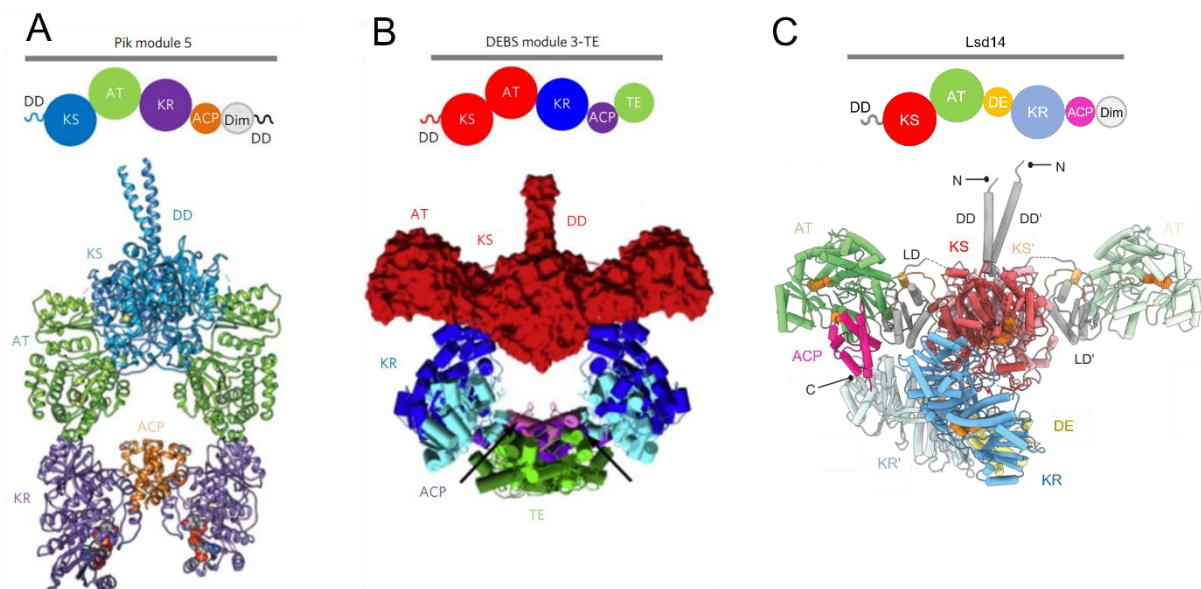 A
Pik module 5
DD
KS
AT
KR
ACP
Dim
DD
DD
KS
AT
ACP
KR
B
DEBS module 3-TE
DD
KS
AT
KR
ACP
TE
AT
KS
DD
KR
ACP
TE
C
Lsd14
DD
KS
AT
DE
KR
ACP
Dim
N
N
DD
DD'
AT
LD
KS
KS'
AT'
ACP
LD'
C
DE
KR'
KR